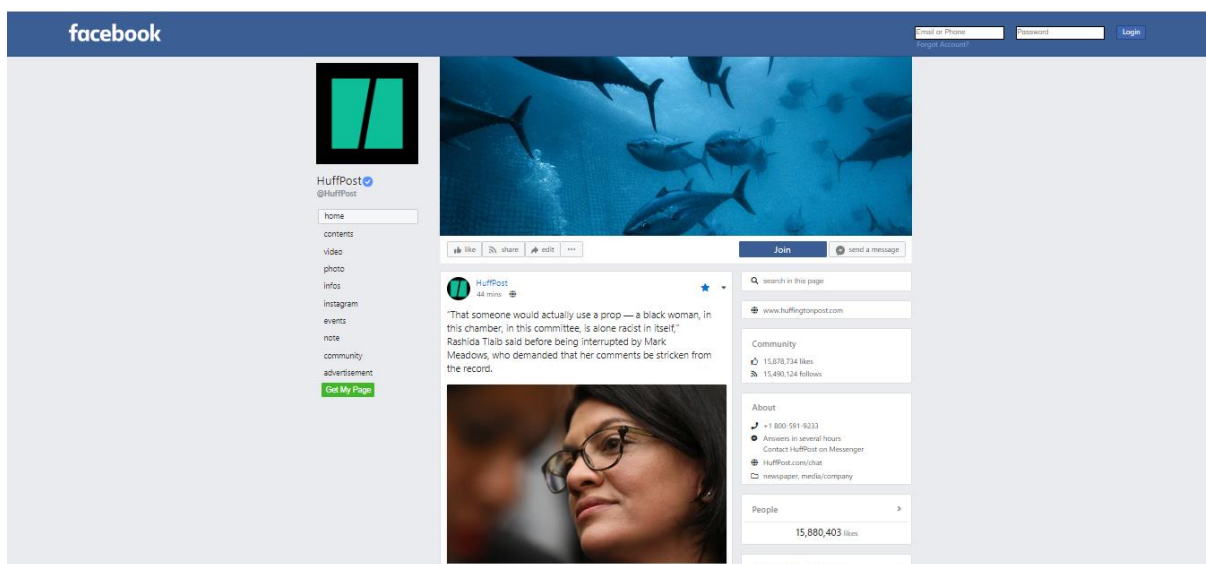 facebook
Email or Phone
Password
Login
Forgot Account?
HuffPost
@HuffPost
home
contents
video
photo
infos
instagram
events
note
community
advertisement
Get My Page
like
share
edit
Join
send a message
HuffPost
44 mins
"That someone would actually use a prop — a black woman, in
this chamber, in this committee, is alone racist in itself,"
Rashida Tlaib said before being interrupted by Mark
Meadows, who demanded that her comments be stricken from
the record.
search in this page
www.huffingtonpost.com
Community
15,878,734 likes
15,490,124 follows
About
+1 800-591-9233
Answers in several hours
Contact HuffPost on Messenger
HuffPost.com/chat
newspaper, media/company
People
15,880,403 likes